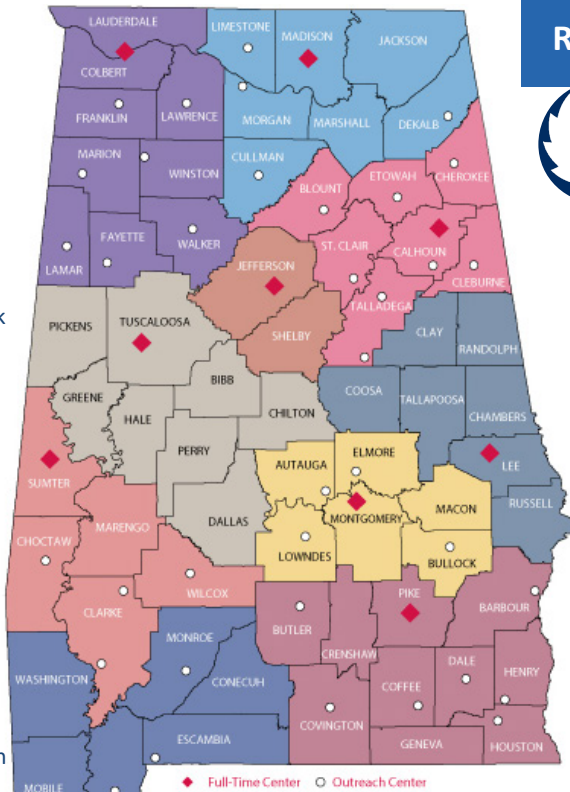 R
LAUDERDALE
LIMESTONE
MADISON
JACKSON
COLBERT
FRANKLIN
LAWRENCE
MORGAN
MARSHALL
DEKALB
MARION
WINSTON
CULLMAN
BLOUNT
ETOWAH
CHEROKEE
LAMAR
FAYETTE
WALKER
JEFFERSON
ST. CLAIR
CALHOUN
CLEBURNE
TALLADEGA
k
PICKENS
TUSCALOOSA
SHELBY
CLAY
RANDOLPH
GREENE
HALE
BIBB
CHILTON
COOSA
TALLAPOOSA
CHAMBERS
PERRY
AUTAUGA
ELMORE
LEE
SUMTER
MARENGO
DALLAS
MONTGOMERY
MACON
RUSSELL
CHOCTAW
LOWNDES
BULLOCK
CLARKE
WILCOX
BUTLER
CRENSHAW
PIKE
BARBOUR
WASHINGTON
MONROE
CONECUH
COFFEE
DALE
HENRY
COVINGTON
ESCAMBIA
GENEVA
HOUSTON
n
MOBILE
Full-Time Center
Outreach Center